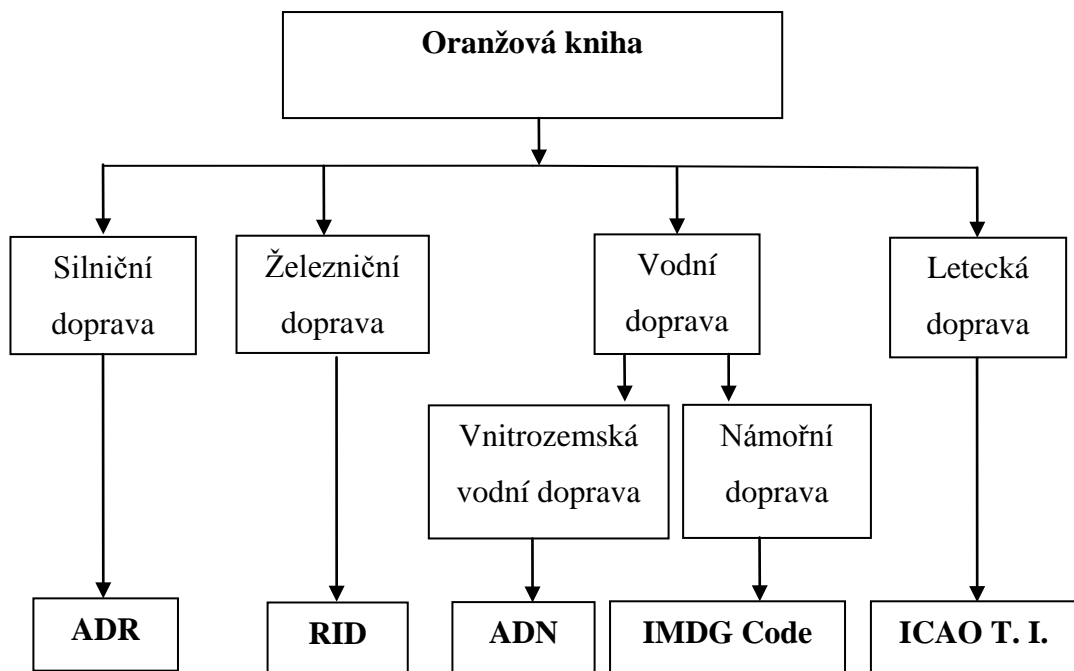 Oranžová kniha
Silniční
doprava
Železniční
doprava
Vodní
doprava
Letecká
doprava
Vnitrozemská
vodní doprava
Námořní
doprava
ADR
RID
ADN
IMDG Code
ICAO T. I.